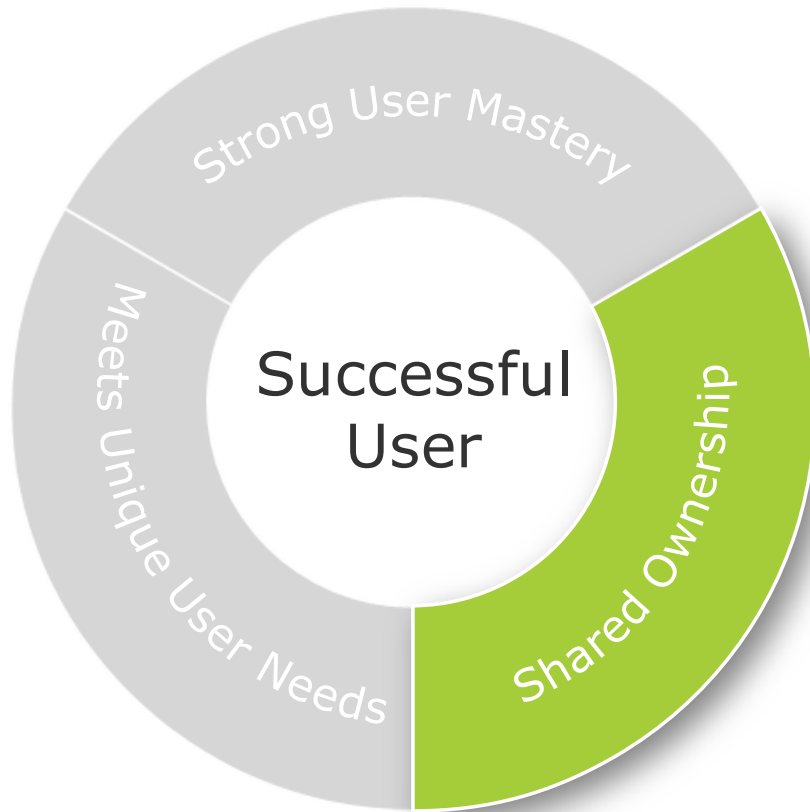 Strong User Mastery
Meets Unique User Needs
Successful
User
Shared Ownership